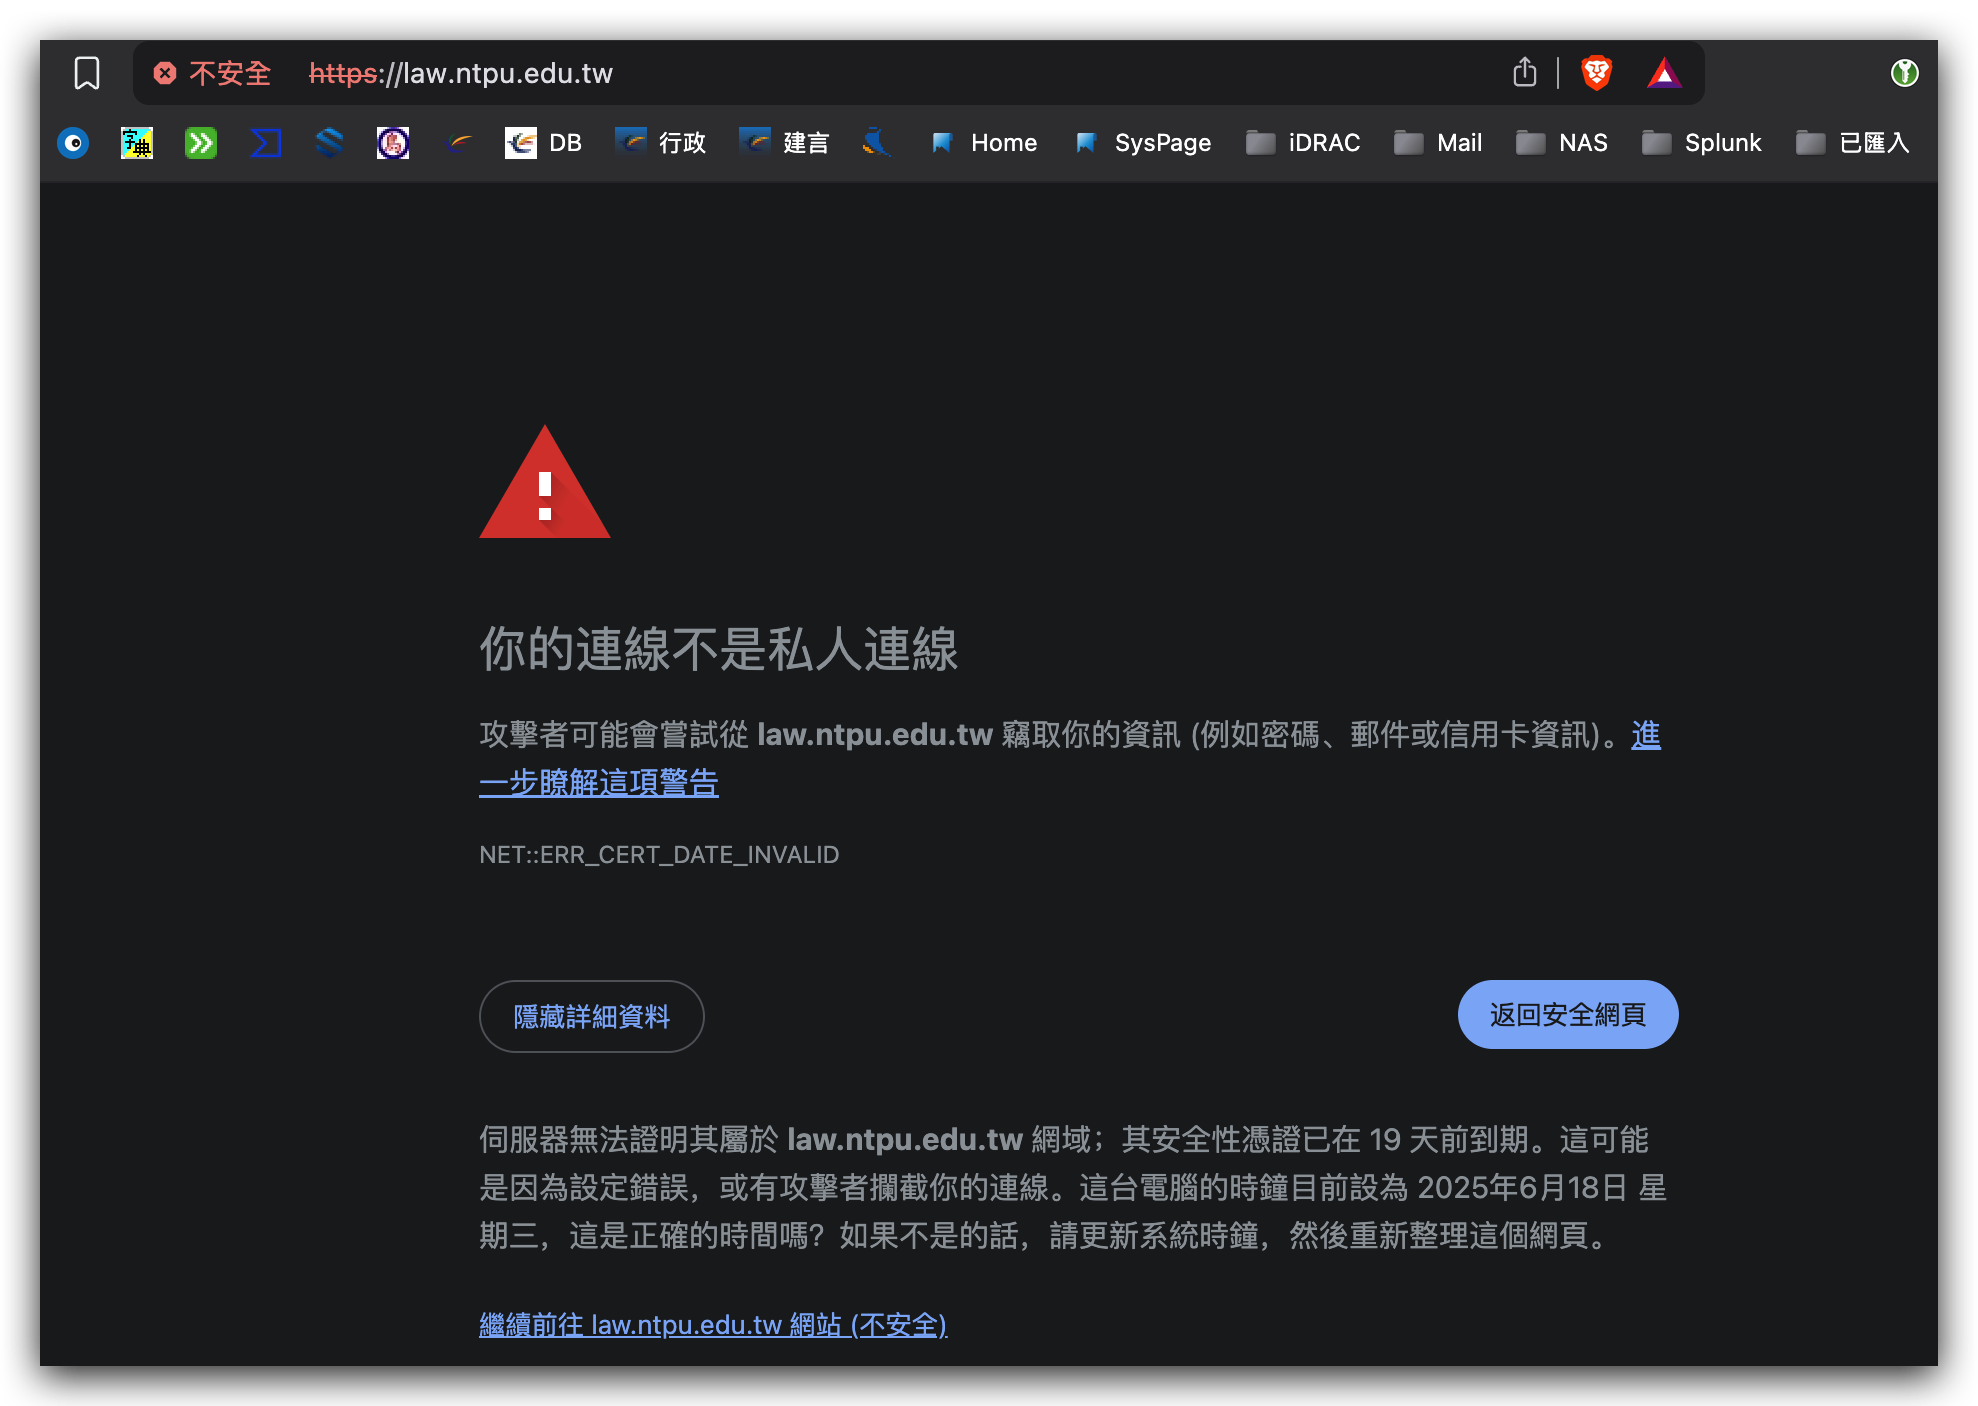 不安全 https://law.ntpu.edu.tw
字典 DB 行政 建言 Home SysPage iDRAC Mail NAS Splunk 已匯入
你的連線不是私人連線
攻擊者可能會嘗試從 law.ntpu.edu.tw 竊取你的資訊 (例如密碼、郵件或信用卡資訊)。進
一步瞭解這項警告
NET::ERR_CERT_DATE_INVALID
隱藏詳細資料 返回安全網頁
伺服器無法證明其屬於 law.ntpu.edu.tw 網域；其安全性憑證已在 19 天前到期。這可能
是因為設定錯誤，或有攻擊者攔截你的連線。這台電腦的時鐘目前設為 2025年6月18日 星
期三，這是正確的時間嗎？如果不是的話，請更新系統時鐘，然後重新整理這個網頁。
繼續前往 law.ntpu.edu.tw 網站 (不安全)